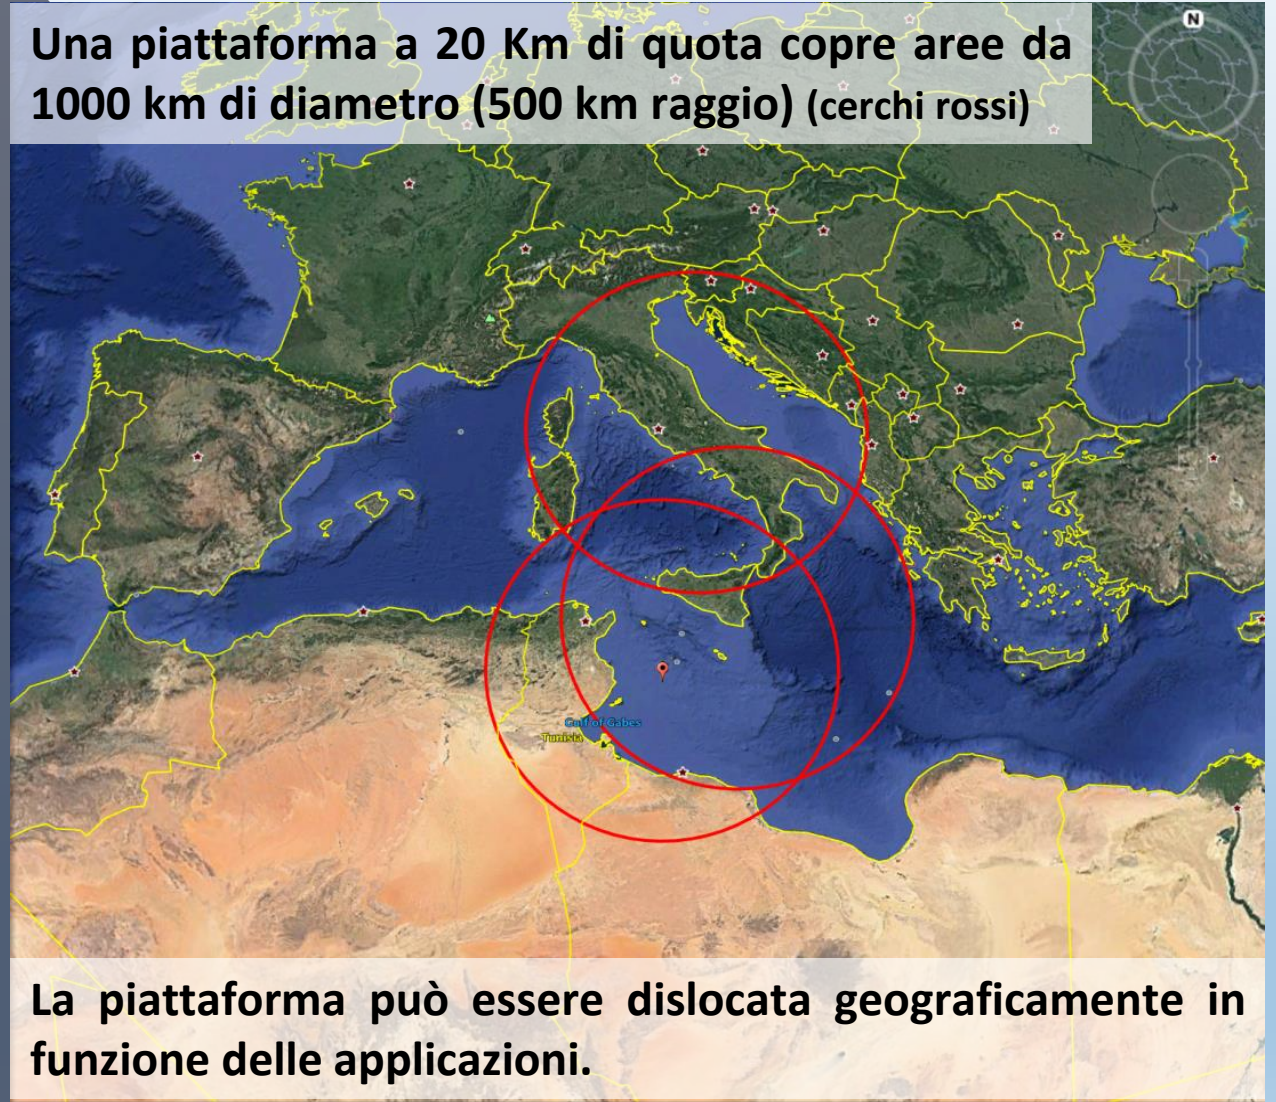 Una piattaforma a 20 Km di quota copre aree da
1000 km di diametro (500 km raggio) (cerchi rossi)
N
Gulf of Gabes
Tunisia
La piattaforma può essere dislocata geograficamente in
funzione delle applicazioni.